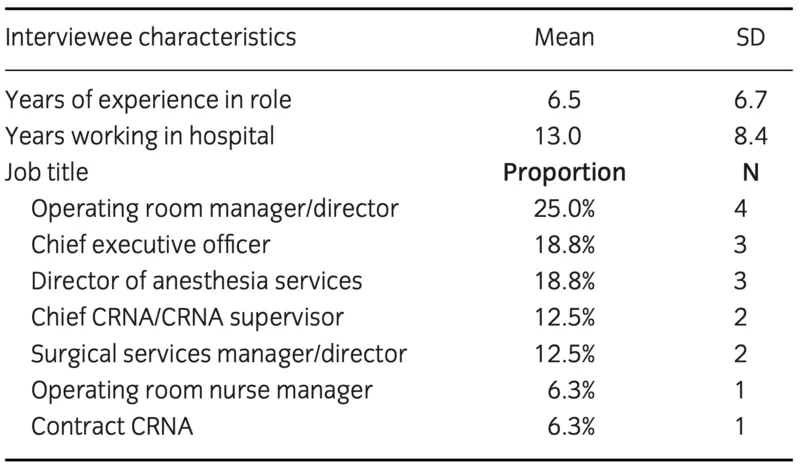 Interviewee characteristics Mean SD
Years of experience in role 6.5 6.7
Years working in hospital 13.0 8.4
Job title Proportion N
Operating room manager/director 25.0% 4
Chief executive officer 18.8% 3
Director of anesthesia services 18.8% 3
Chief CRNA/CRNA supervisor 12.5% 2
Surgical services manager/director 12.5% 2
Operating room nurse manager 6.3% 1
Contract CRNA 6.3% 1